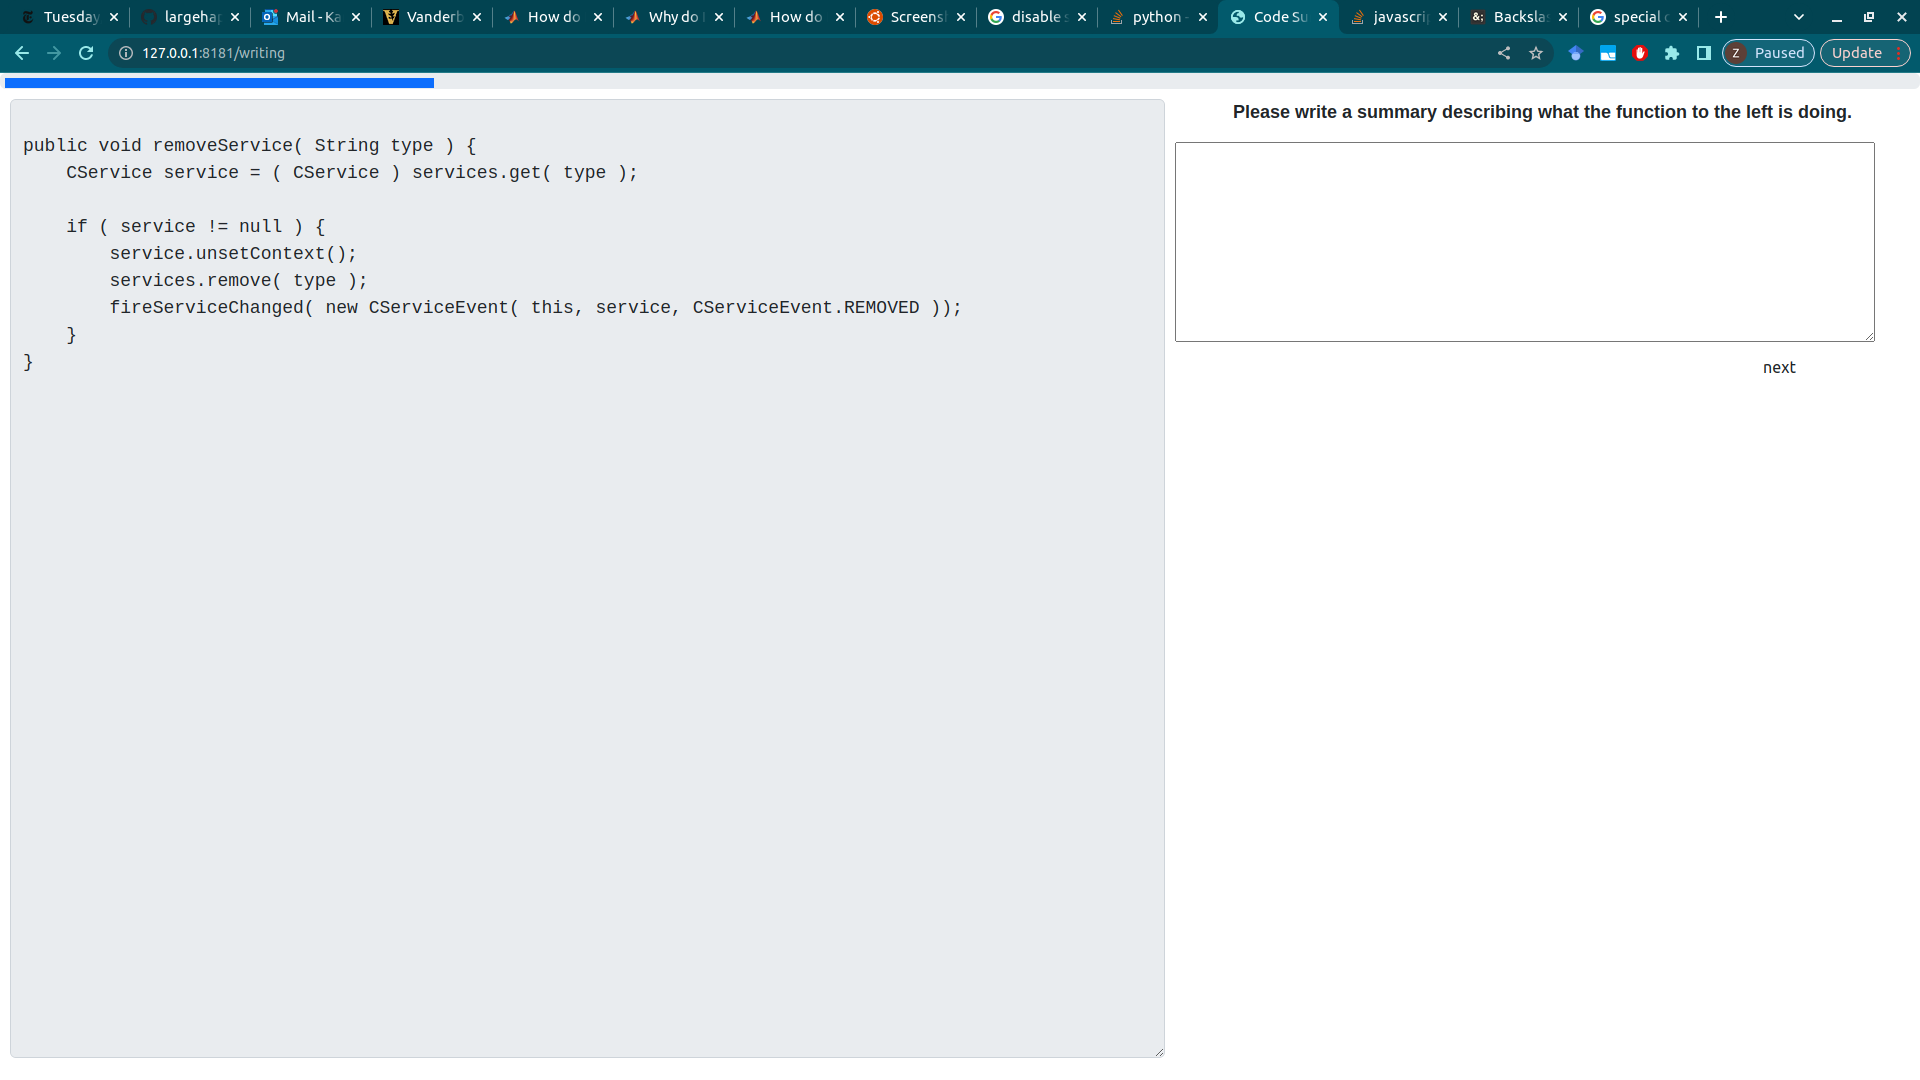 Tuesday
largehap
Mail - Ka
Vanderb
How do
Why do
How do
Screens
disable s
python -
Code Su
javascrip
Backslas
special c
127.0.0.1:8181/writing
Z Paused
Update
public void removeService( String type ) {
    CService service = ( CService ) services.get( type );
    if ( service != null ) {
        service.unsetContext();
        services.remove( type );
        fireServiceChanged( new CServiceEvent( this, service, CServiceEvent.REMOVED ));
    }
}
Please write a summary describing what the function to the left is doing.
next